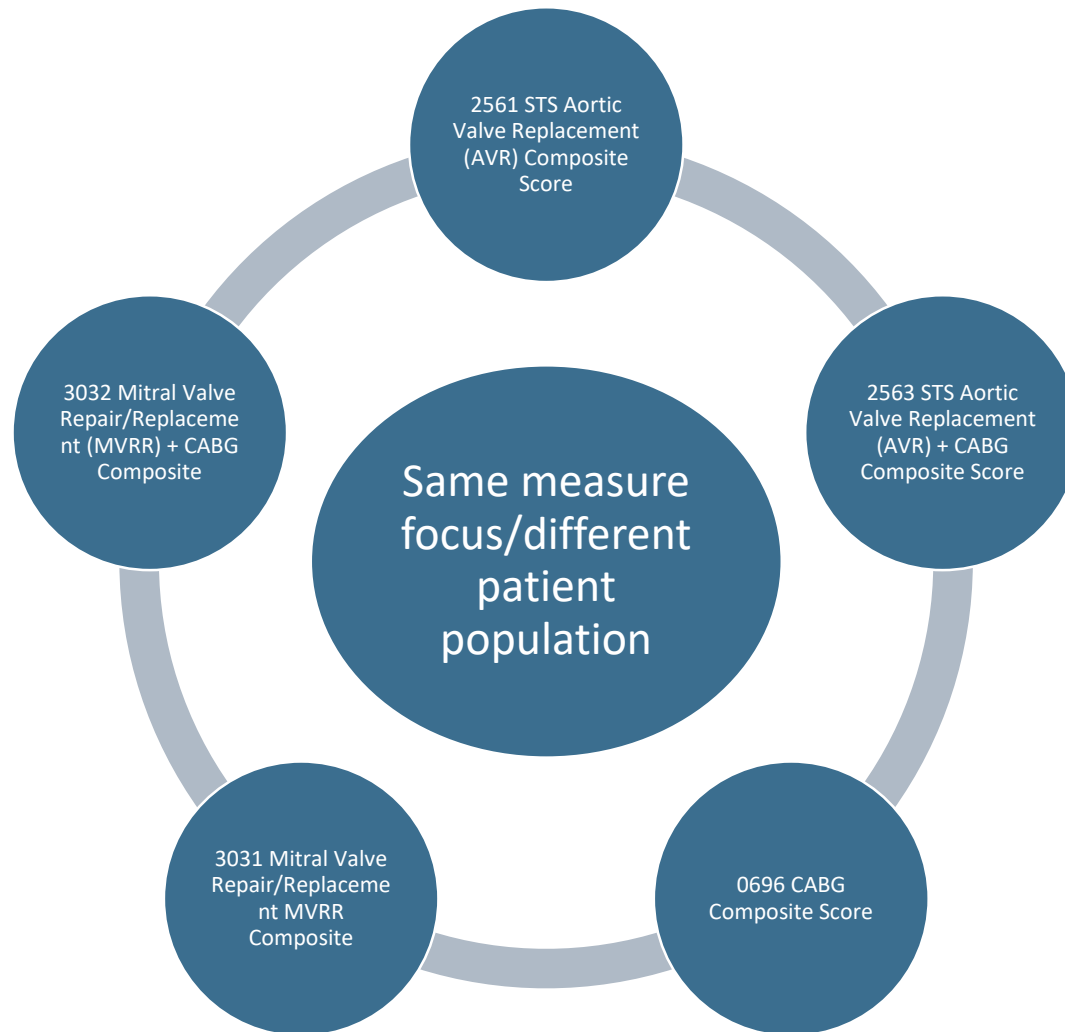 2561 STS Aortic
Valve Replacement
(AVR) Composite
Score
2563 STS Aortic
Valve Replacement
(AVR) + CABG
Composite Score
0696 CABG
Composite Score
3031 Mitral Valve
Repair/Replaceme
nt MVRR
Composite
3032 Mitral Valve
Repair/Replaceme
nt (MVRR) + CABG
Composite
Same measure
focus/different
patient
population